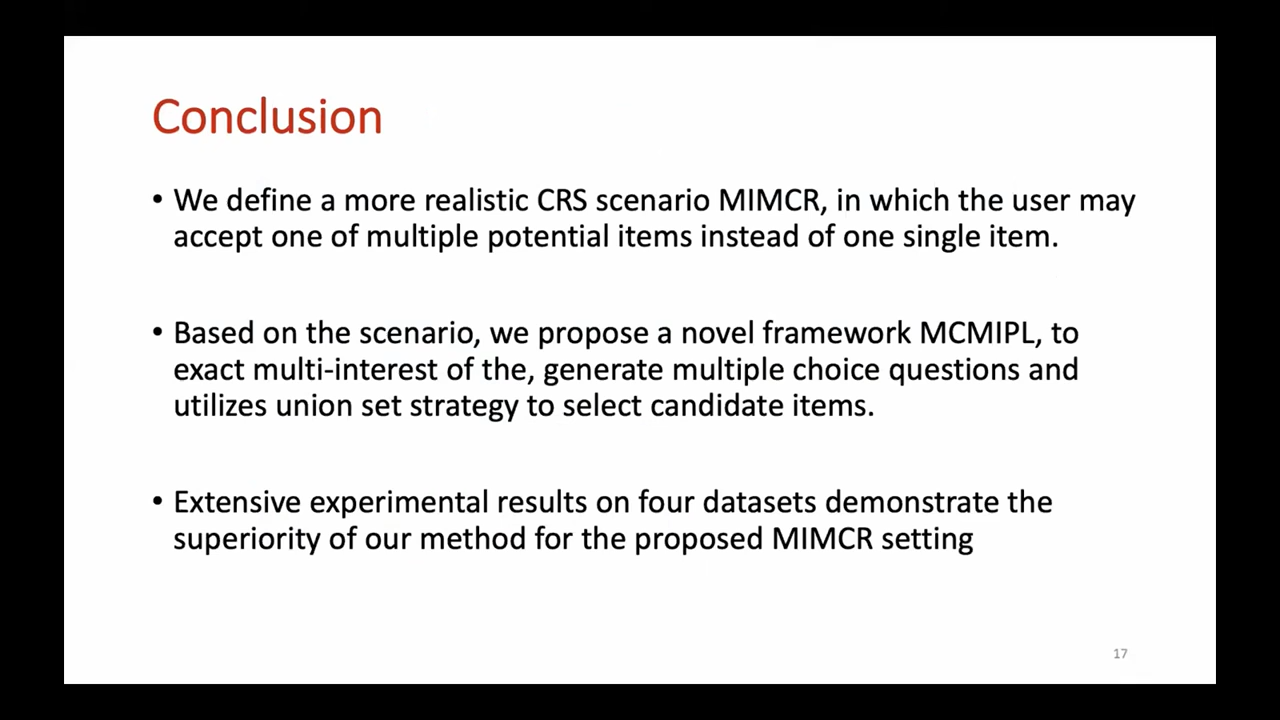 Conclusion
• We define a more realistic CRS scenario MIMCR, in which the user may
accept one of multiple potential items instead of one single item.
• Based on the scenario, we propose a novel framework MCMIPL, to
exact multi-interest of the, generate multiple choice questions and
utilizes union set strategy to select candidate items.
• Extensive experimental results on four datasets demonstrate the
superiority of our method for the proposed MIMCR setting
17